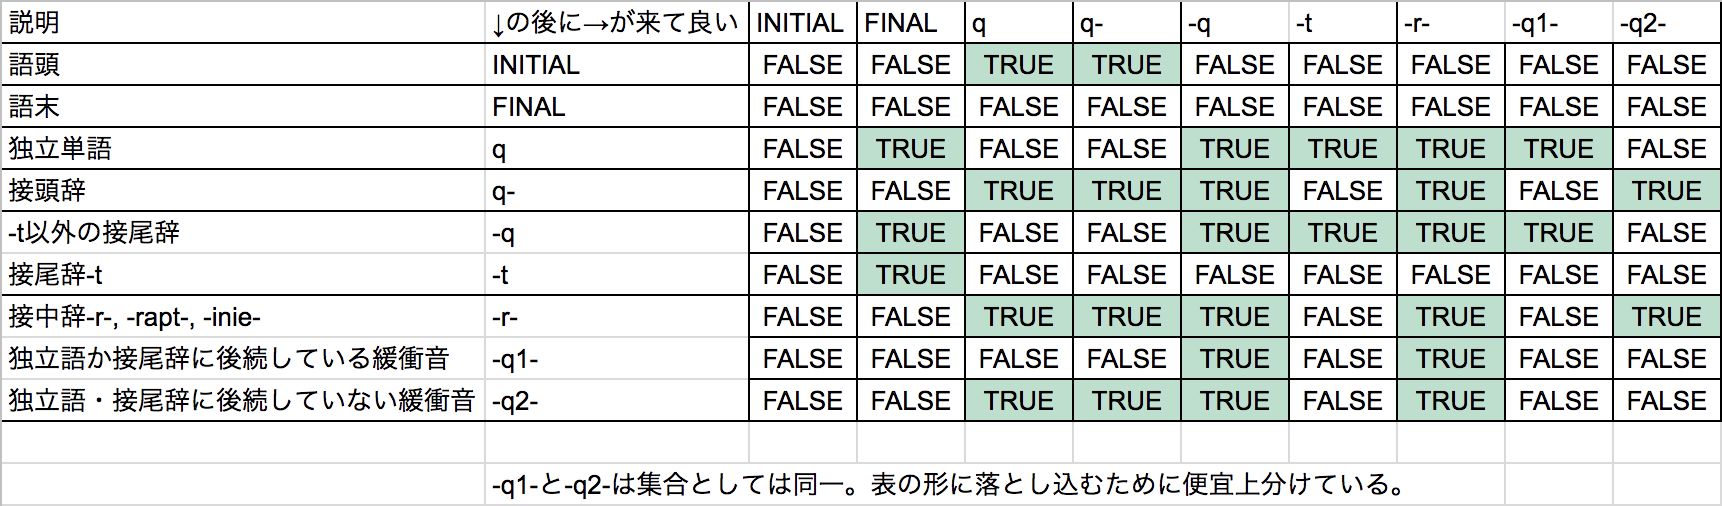 説明 ↓の後に→が来て良い INITIAL FINAL q q- -q -t -r- -q1- -q2-
語頭 INITIAL FALSE FALSE TRUE TRUE FALSE FALSE FALSE FALSE FALSE
語末 FINAL FALSE FALSE FALSE FALSE FALSE FALSE FALSE FALSE FALSE
独立単語 q FALSE TRUE FALSE FALSE TRUE TRUE TRUE TRUE FALSE
接頭辞 q- FALSE FALSE TRUE TRUE TRUE FALSE TRUE FALSE TRUE
-t以外の接尾辞 -q FALSE TRUE FALSE FALSE TRUE TRUE TRUE TRUE FALSE
接尾辞-t -t FALSE TRUE FALSE FALSE FALSE FALSE FALSE FALSE FALSE
接中辞-r-, -rapt-, -inie- -r- FALSE FALSE TRUE TRUE TRUE FALSE TRUE FALSE TRUE
独立語か接尾辞に後続している緩衝音 -q1- FALSE FALSE FALSE FALSE TRUE FALSE TRUE FALSE FALSE
独立語・接尾辞に後続していない緩衝音 -q2- FALSE FALSE TRUE TRUE TRUE FALSE TRUE FALSE FALSE
-q1-と-q2-は集合としては同一。表の形に落とし込むために便宜上分けている。